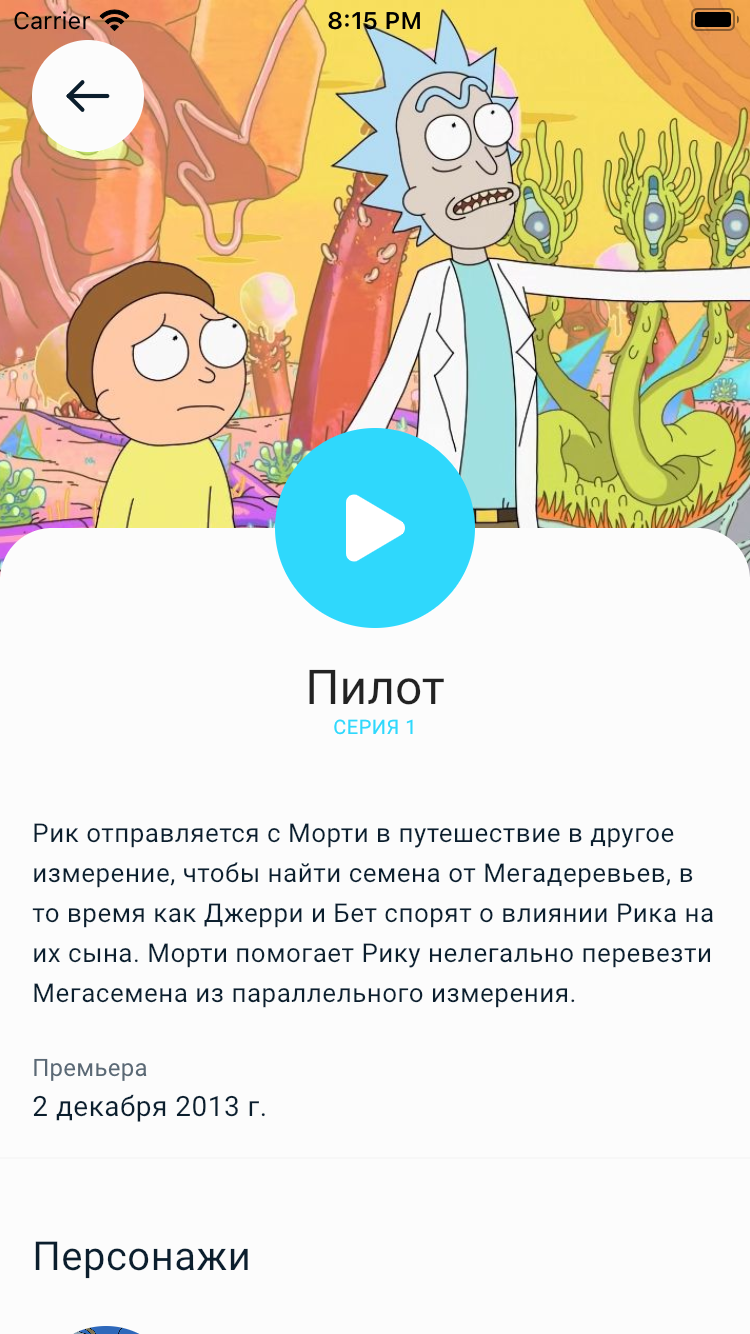 Carrier 8:15 PM
Пилот
СЕРИЯ 1
Рик отправляется с Морти в путешествие в другое
измерение, чтобы найти семена от Мегадеревьев, в
то время как Джерри и Бет спорят о влиянии Рика на
их сына. Морти помогает Рику нелегально перевезти
Мегасемена из параллельного измерения.
Премьера
2 декабря 2013 г.
Персонажи